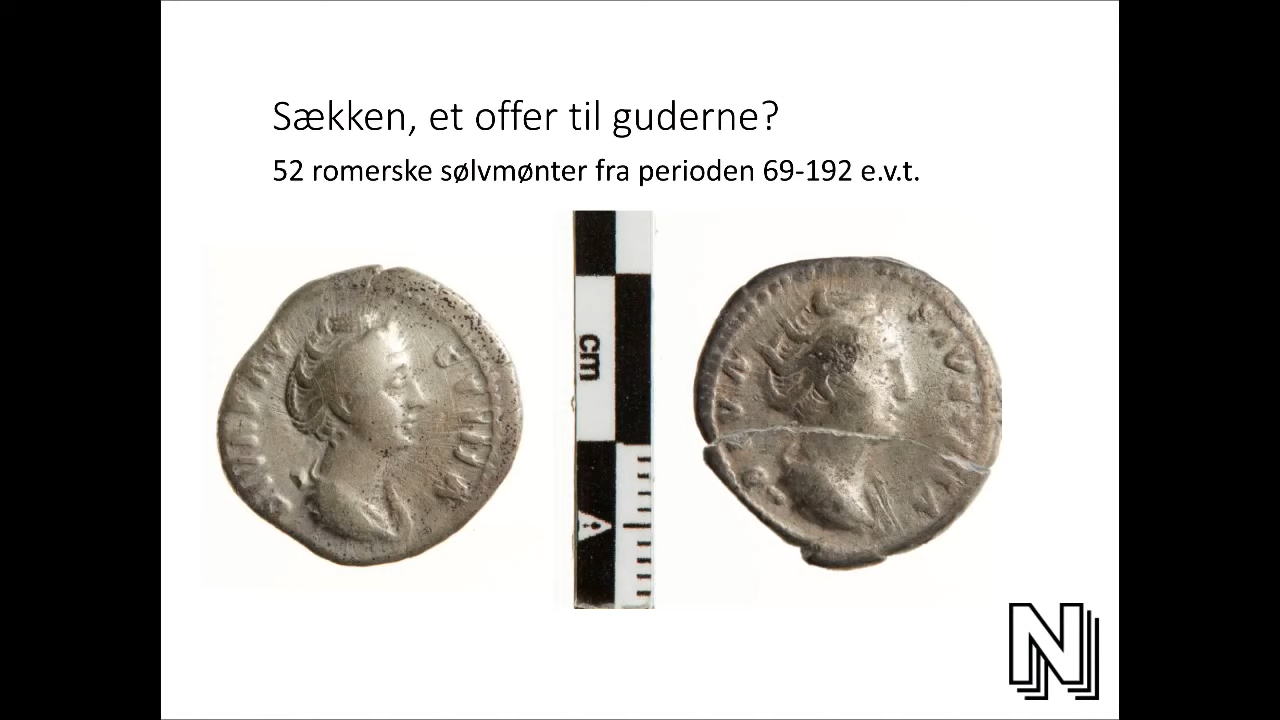 Sækken, et offer til guderne?
52 romerske sølvmønter fra perioden 69-192 e.v.t.
cm
N